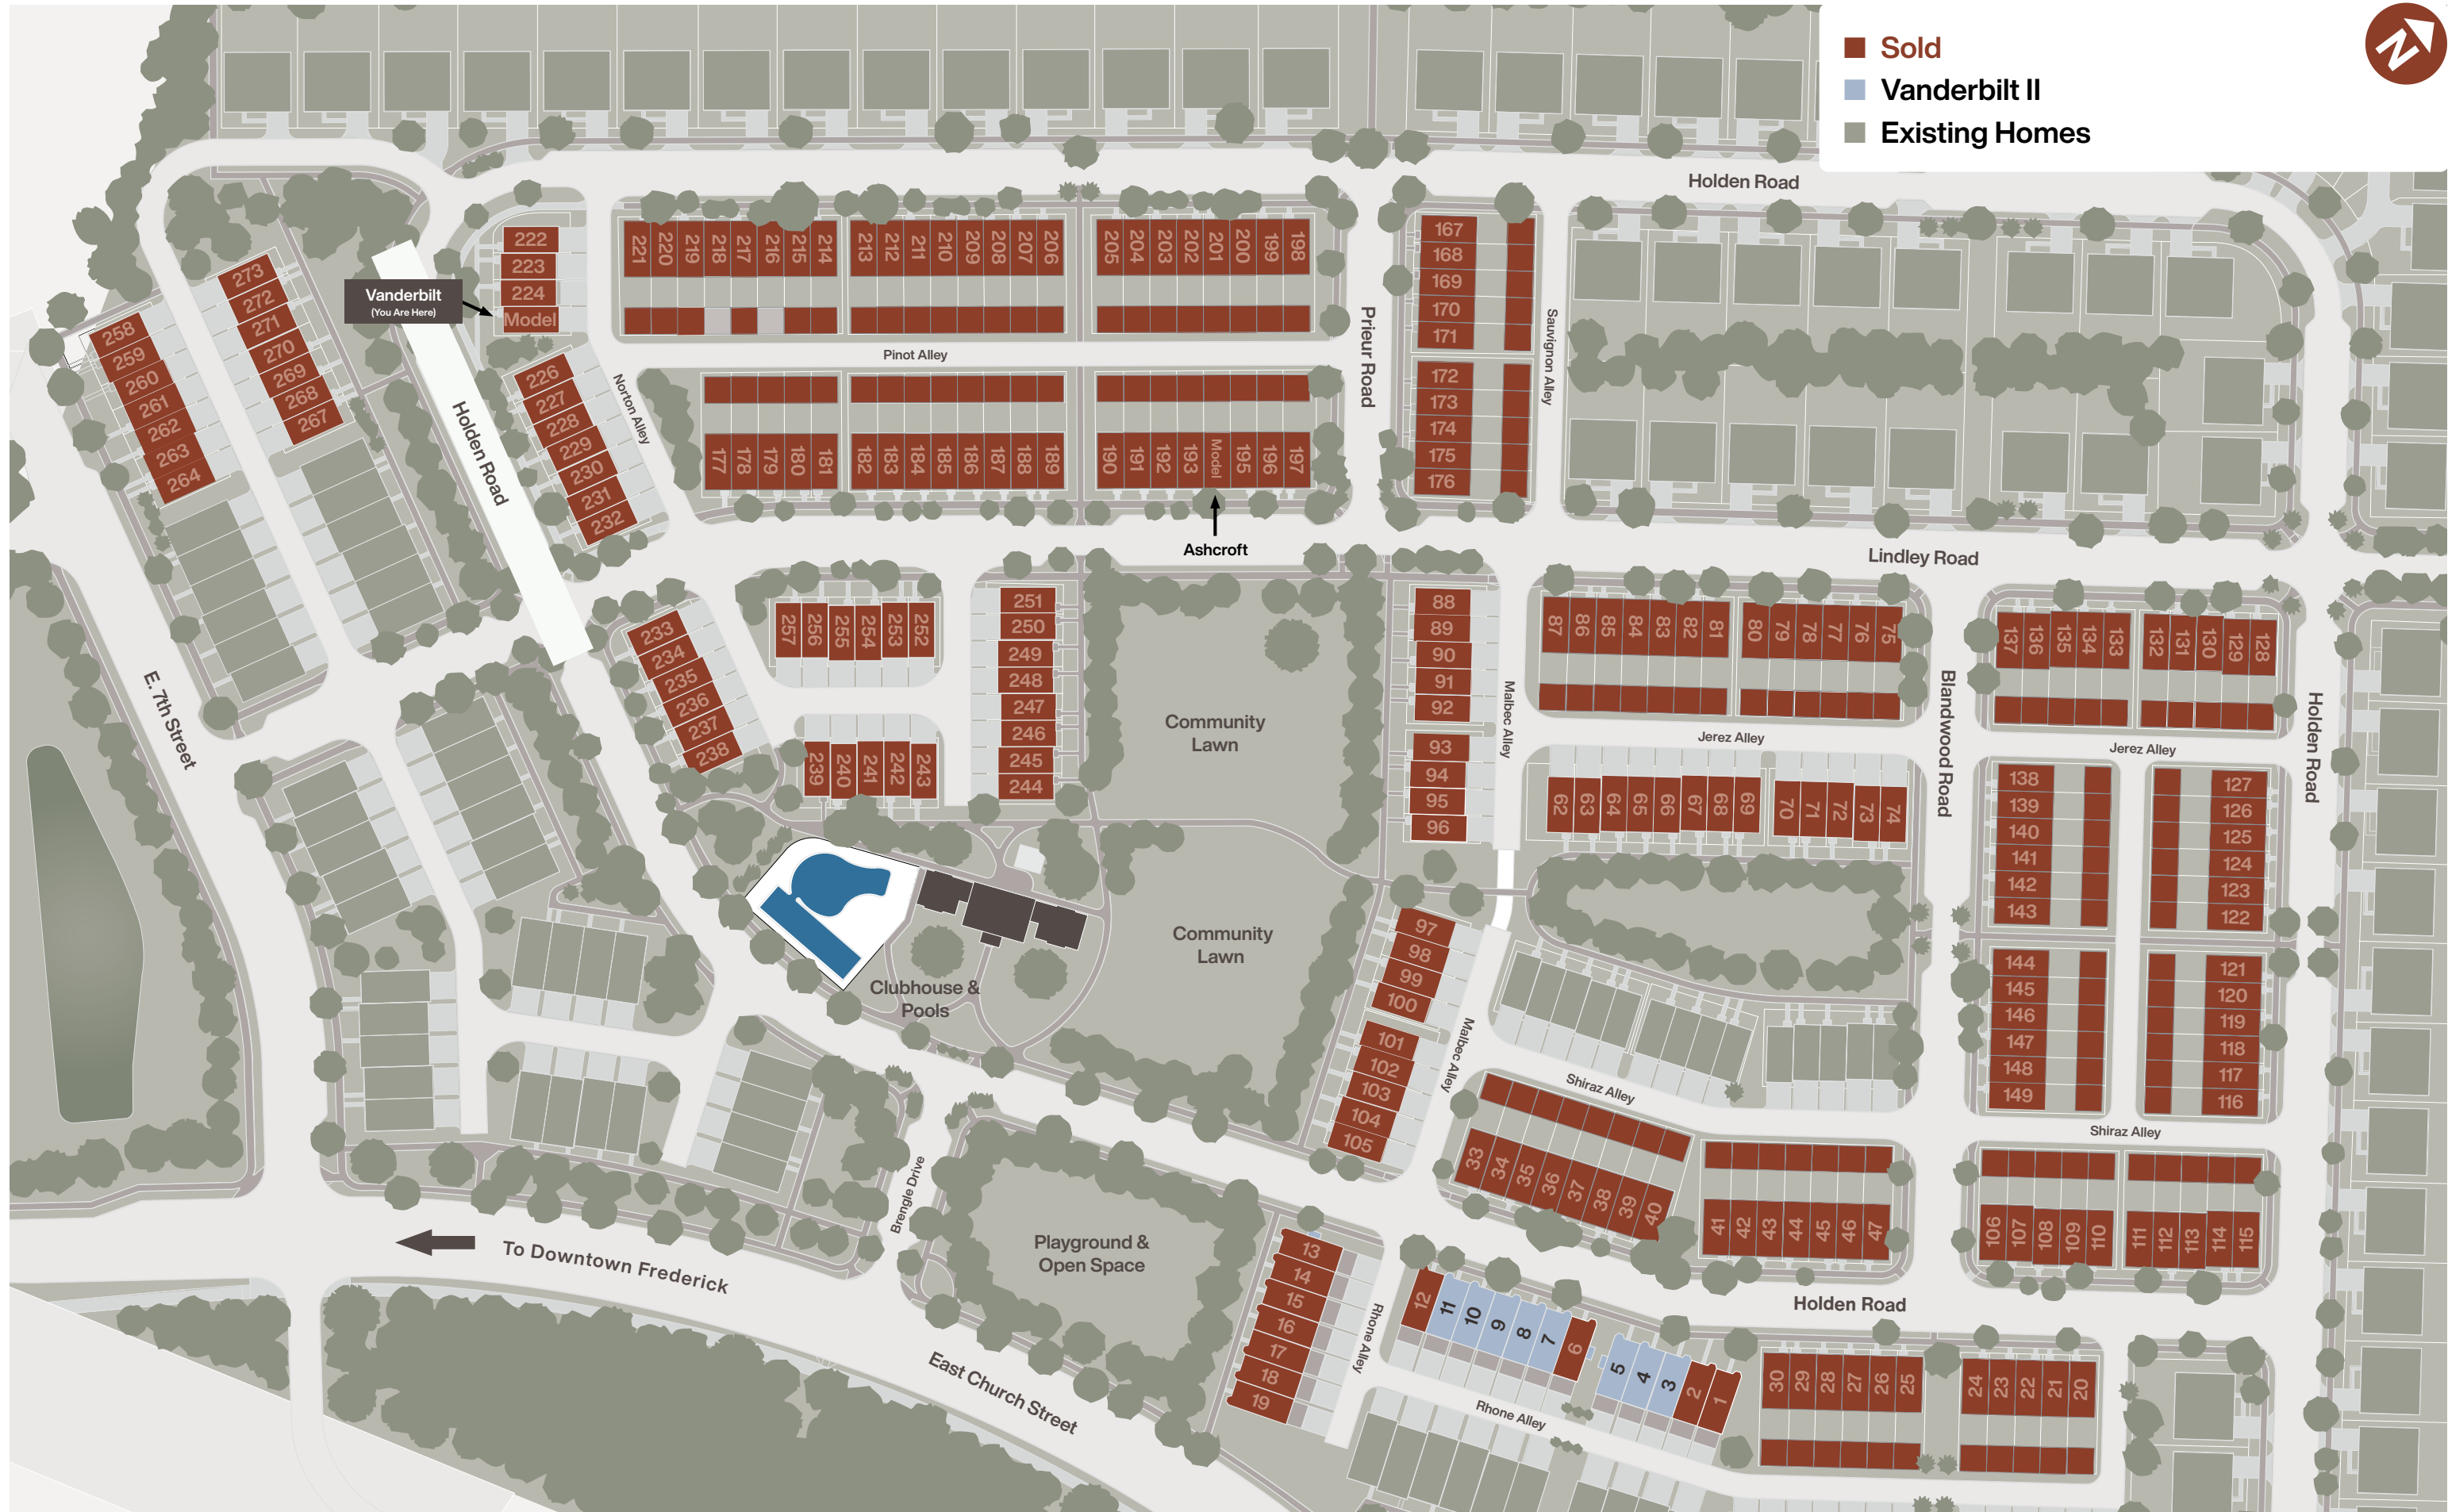 Sold
Vanderbilt II
Existing Homes
N
Holden Road
222
223
224
Model
Vanderbilt
(You Are Here)
221 220 219 218 217 216 215 214
213 212 211 210 209 208 207 206
205 204 203 202 201 200 199 198
167
168
169
170
171
172
173
174
175
176
Prieur Road
Sauvignon Alley
Pinot Alley
Norton Alley
273
272
271
270
269
268
267
258
259
260
261
262
263
264
Holden Road
226
227
228
229
230
231
232
177 178 179 180 181
182 183 184 185 186 187 188 189
190 191 192 193 Model 195 196 197
Ashcroft
Lindley Road
E. 7th Street
233
234
235
236
237
238
257 256 255 254 253 252
239 240 241 242 243
251
250
249
248
247
246
245
244
Community
Lawn
88
89
90
91
92
93
94
95
96
Malbec Alley
87 86 85 84 83 82 81
80 79 78 77 76 75
Jerez Alley
62 63 64 65 66 67 68 69
70 71 72 73 74
Blandwood Road
137 136 135 134 133
132 131 130 129 128
Jerez Alley
Holden Road
138
139
140
141
142
143
127
126
125
124
123
122
144
145
146
147
148
149
121
120
119
118
117
116
Shiraz Alley
Community
Lawn
Clubhouse &
Pools
97
98
99
100
101
102
103
104
105
Malbec Alley
Shiraz Alley
33 34 35 36 37 38 39 40
41 42 43 44 45 46 47
106 107 108 109 110
111 112 113 114 115
Brengle Drive
Playground &
Open Space
To Downtown Frederick
East Church Street
13
14
15
16
17
18
19
Rhone Alley
12 11 10 9 8 7 6
5 4 3 2 1
Rhone Alley
Holden Road
30 29 28 27 26 25
24 23 22 21 20